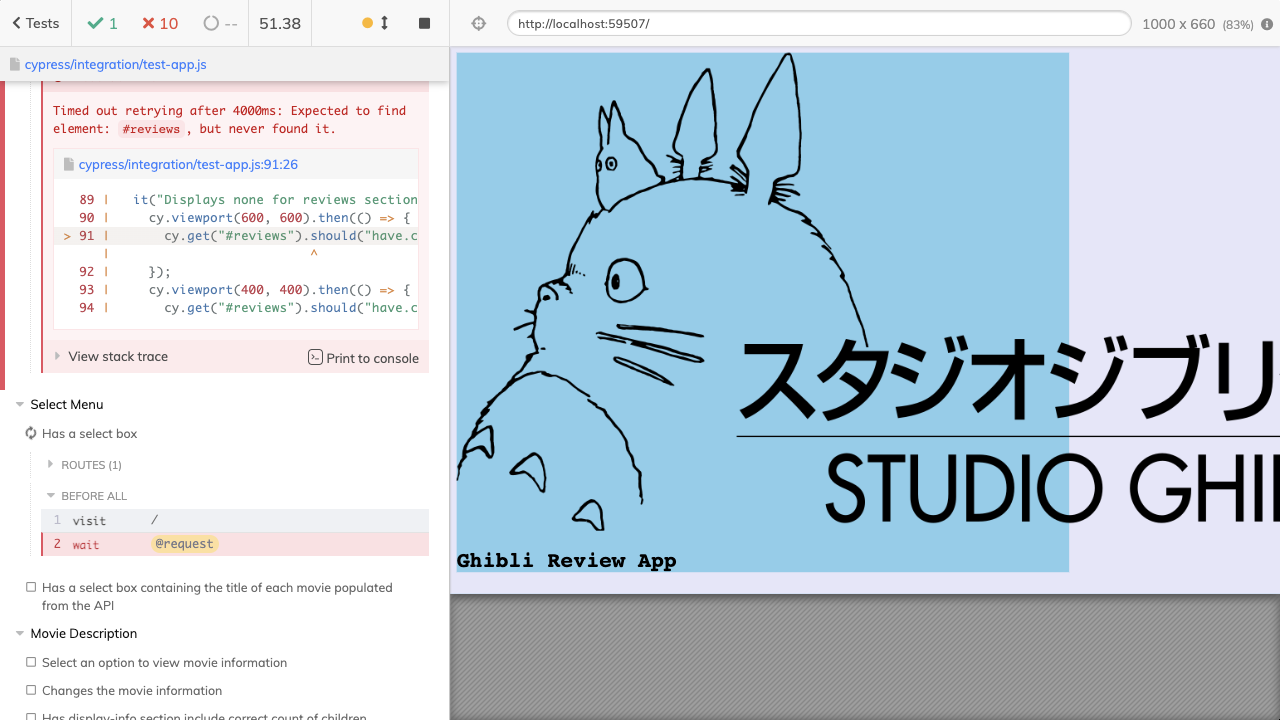 Tests
1
10
--
51.38
http://localhost:59507/
1000 x 660 (83%)
cypress/integration/test-app.js
Timed out retrying after 4000ms: Expected to find
element: #reviews, but never found it.
cypress/integration/test-app.js:91:26
89 | it("Displays none for reviews section
90 | cy.viewport(600, 600).then(() => {
> 91 | cy.get("#reviews").should("have.c
| ^
92 | });
93 | cy.viewport(400, 400).then(() => {
94 | cy.get("#reviews").should("have.c
View stack trace
Print to console
Select Menu
Has a select box
ROUTES (1)
BEFORE ALL
1 visit /
2 wait @request
Has a select box containing the title of each movie populated
from the API
Movie Description
Select an option to view movie information
Changes the movie information
Has display-info section include correct count of children
スタジオジブリ
STUDIO GHI
Ghibli Review App